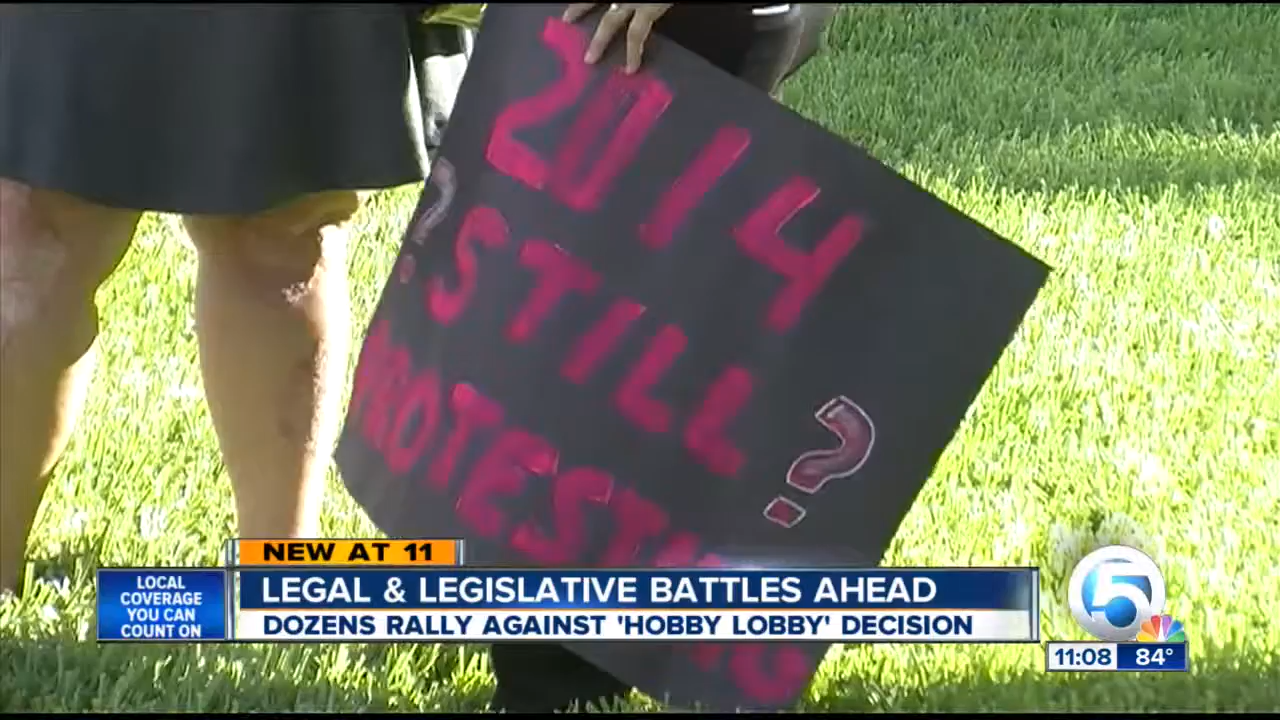 2014
? STILL
PROTESTING ?
NEW AT 11
LOCAL
COVERAGE
YOU CAN
COUNT ON
LEGAL & LEGISLATIVE BATTLES AHEAD
DOZENS RALLY AGAINST 'HOBBY LOBBY' DECISION
5
11:08 84°